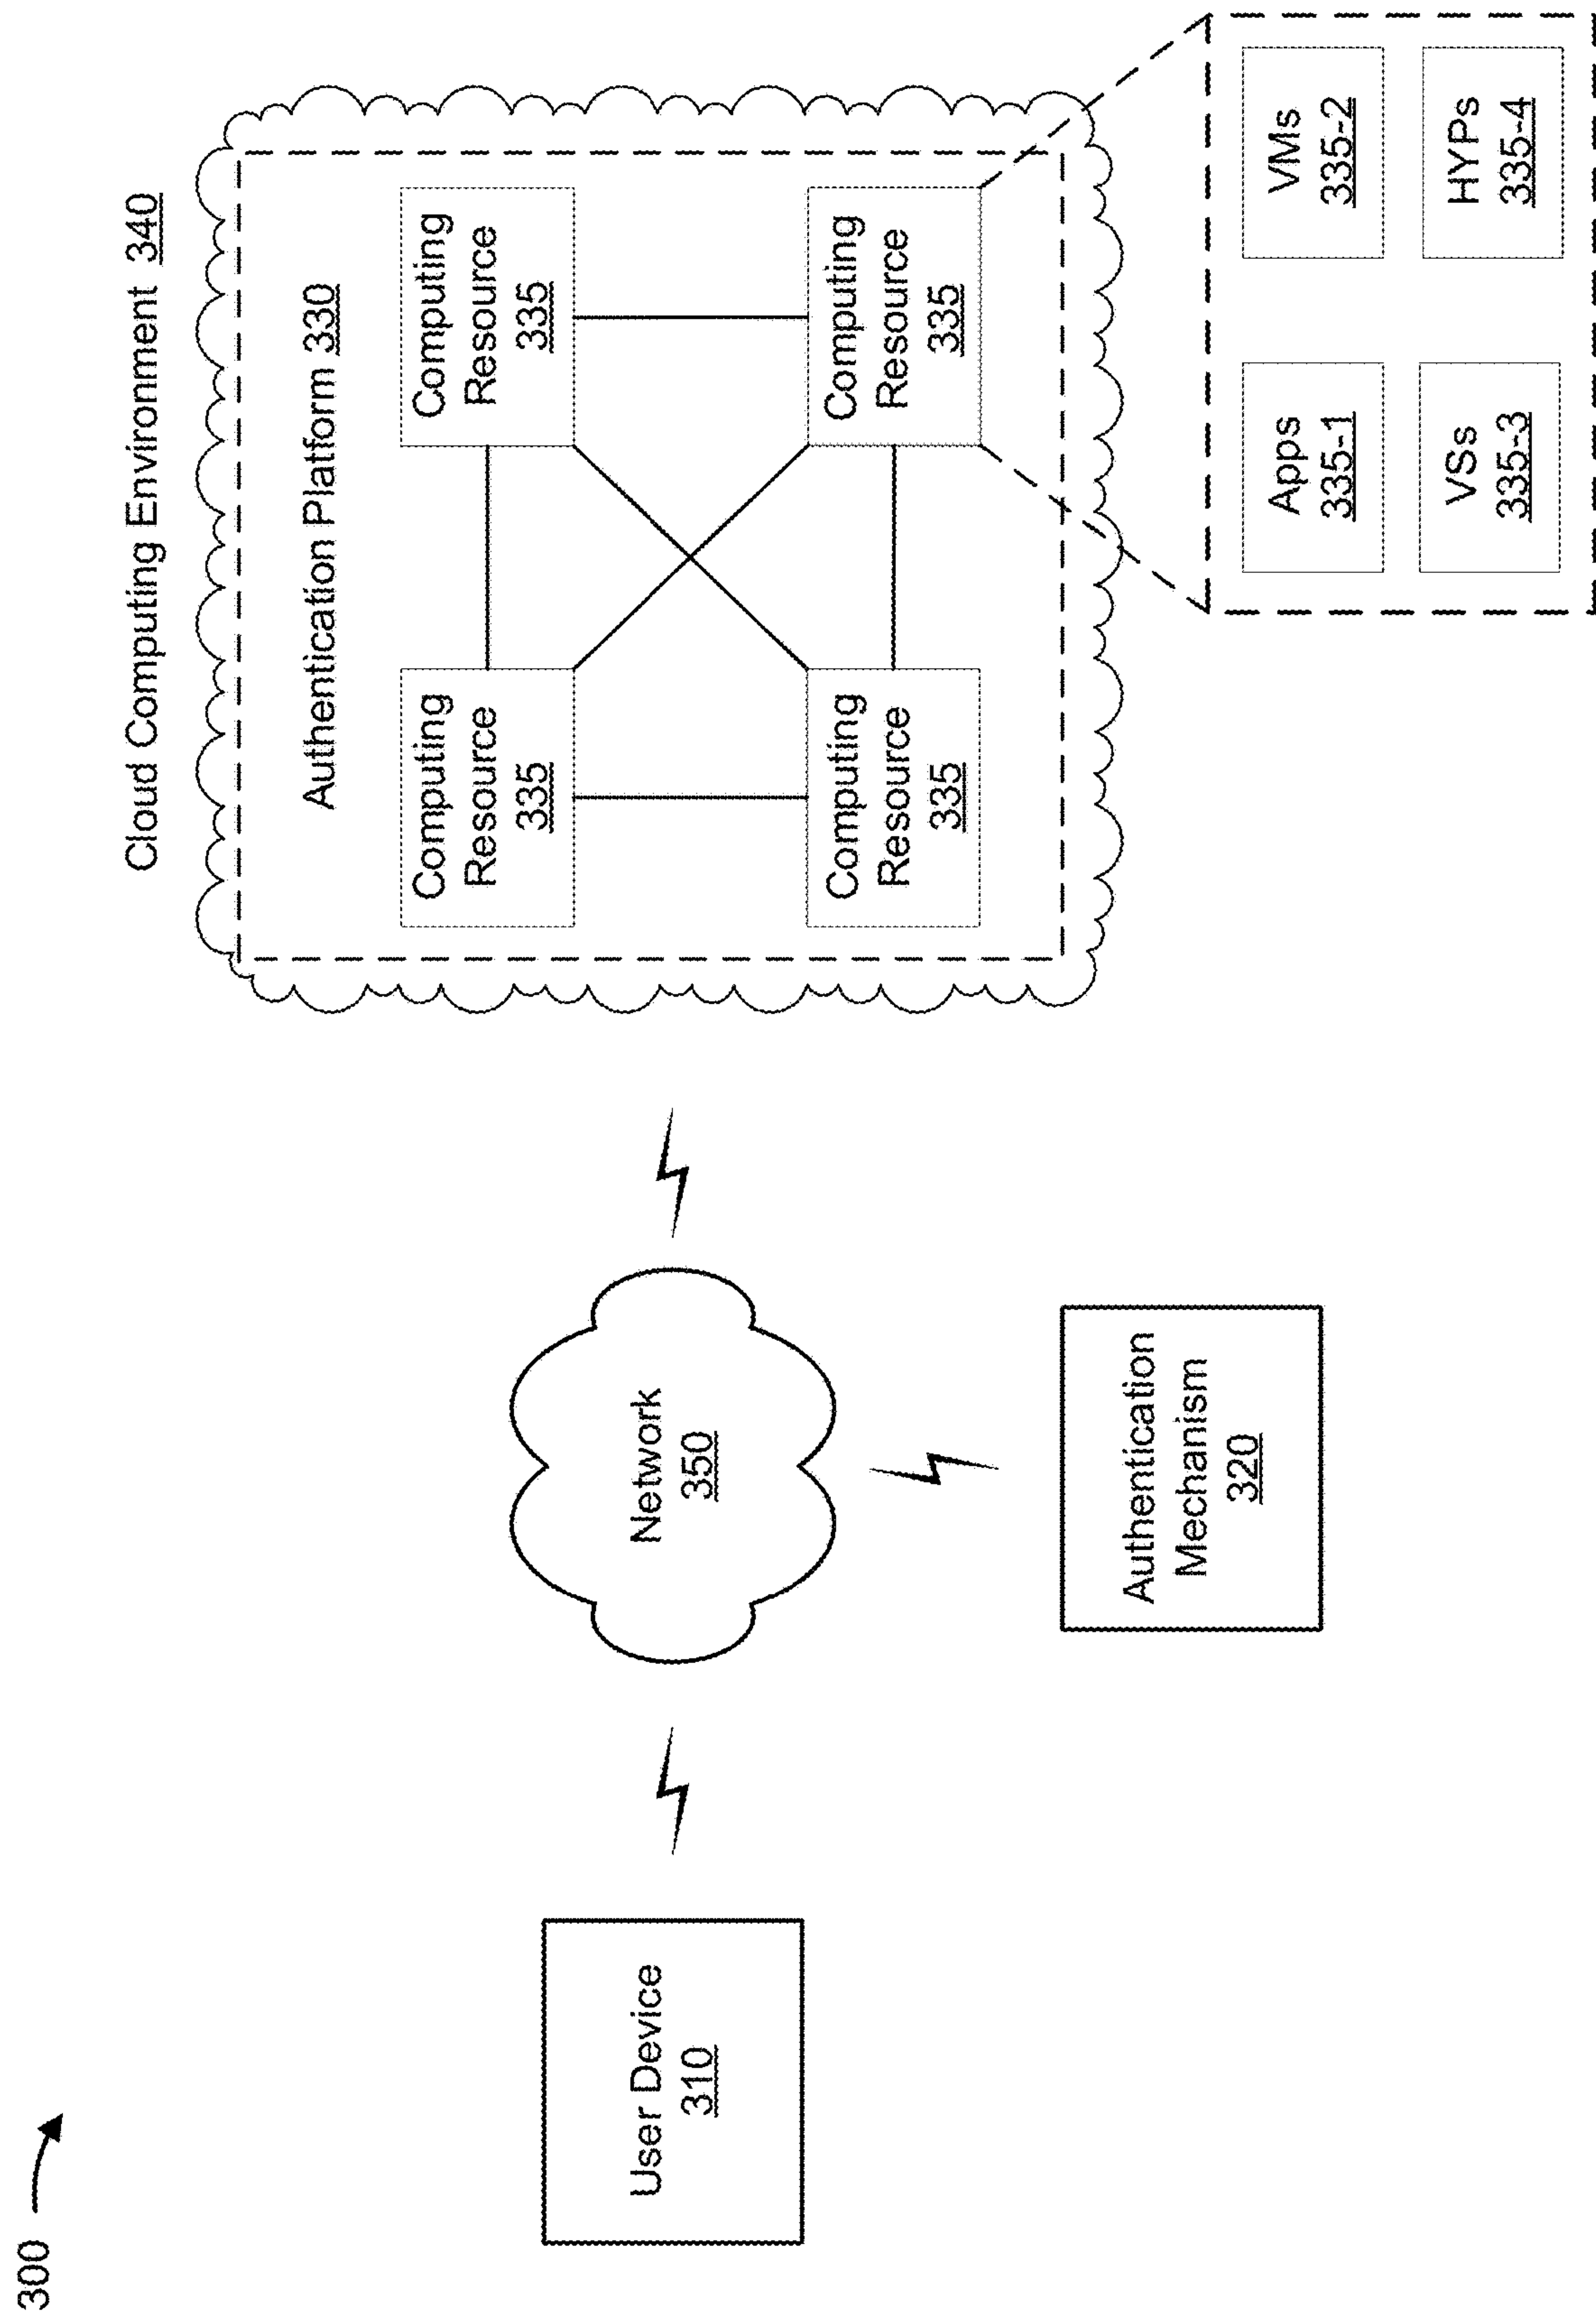 300
Cloud Computing Environment 340
Authentication Platform 330
Computing
Resource
335
Computing
Resource
335
Computing
Resource
335
Computing
Resource
335
User Device
310
Network
350
Authentication
Mechanism
320
Apps
335-1
VMs
335-2
VSs
335-3
HYPs
335-4